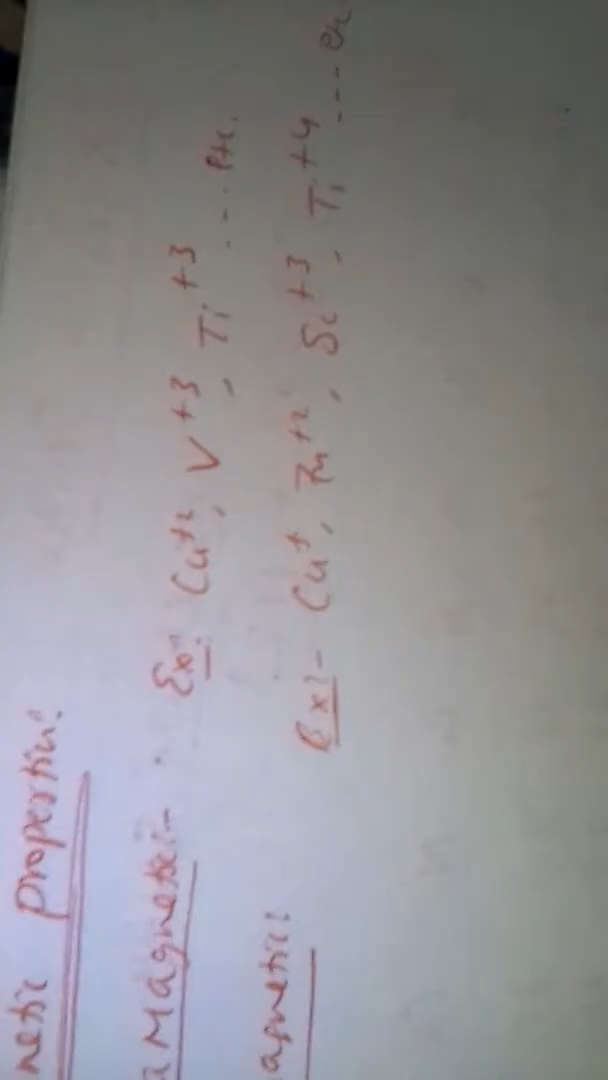 netic properties:
a Magnetic:- Ex: Cu+2, V+3, Ti+3 ... etc.
agnetic: Ex:- Cu+, Zn+2, Sc+3, Ti+4 ---- etc